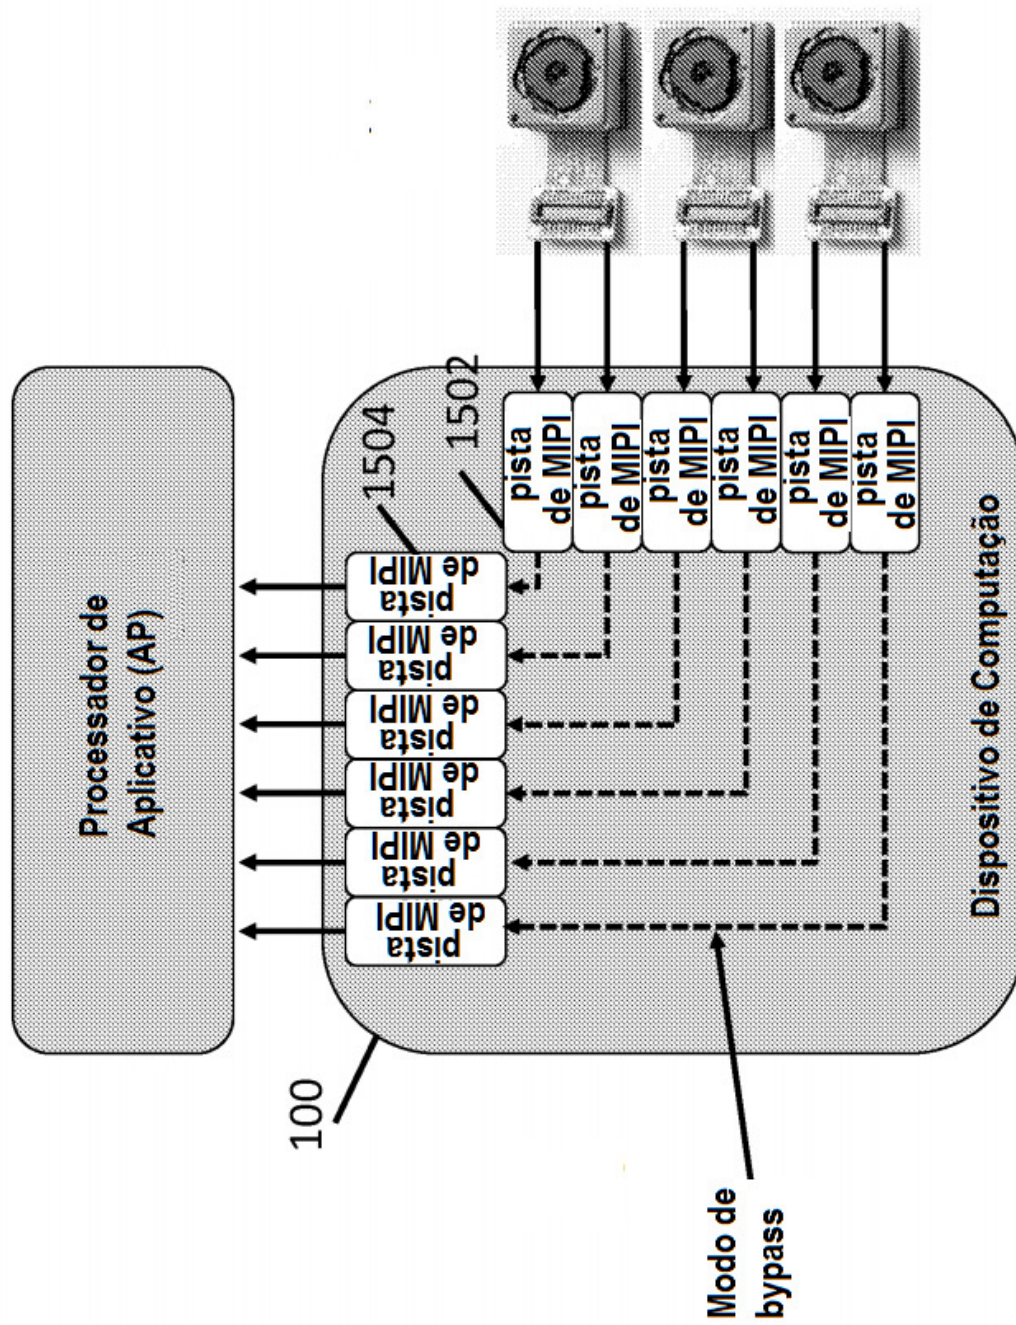 Processador de
Aplicativo (AP)
100
1504
1502
pista
de MIPI
pista
de MIPI
pista
de MIPI
pista
de MIPI
pista
de MIPI
pista
de MIPI
pista
de MIPI
pista
de MIPI
pista
de MIPI
pista
de MIPI
pista
de MIPI
pista
de MIPI
Modo de
bypass
Dispositivo de Computação